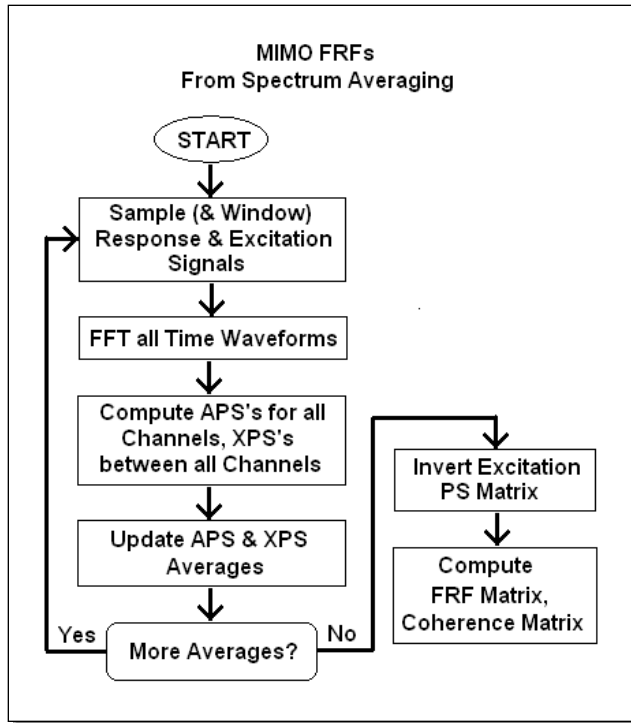 MIMO FRFs
From Spectrum Averaging
START
Sample (& Window)
Response & Excitation
Signals
FFT all Time Waveforms
Compute APS's for all
Channels, XPS's
between all Channels
Update APS & XPS
Averages
More Averages?
Yes
No
Invert Excitation
PS Matrix
Compute
FRF Matrix,
Coherence Matrix